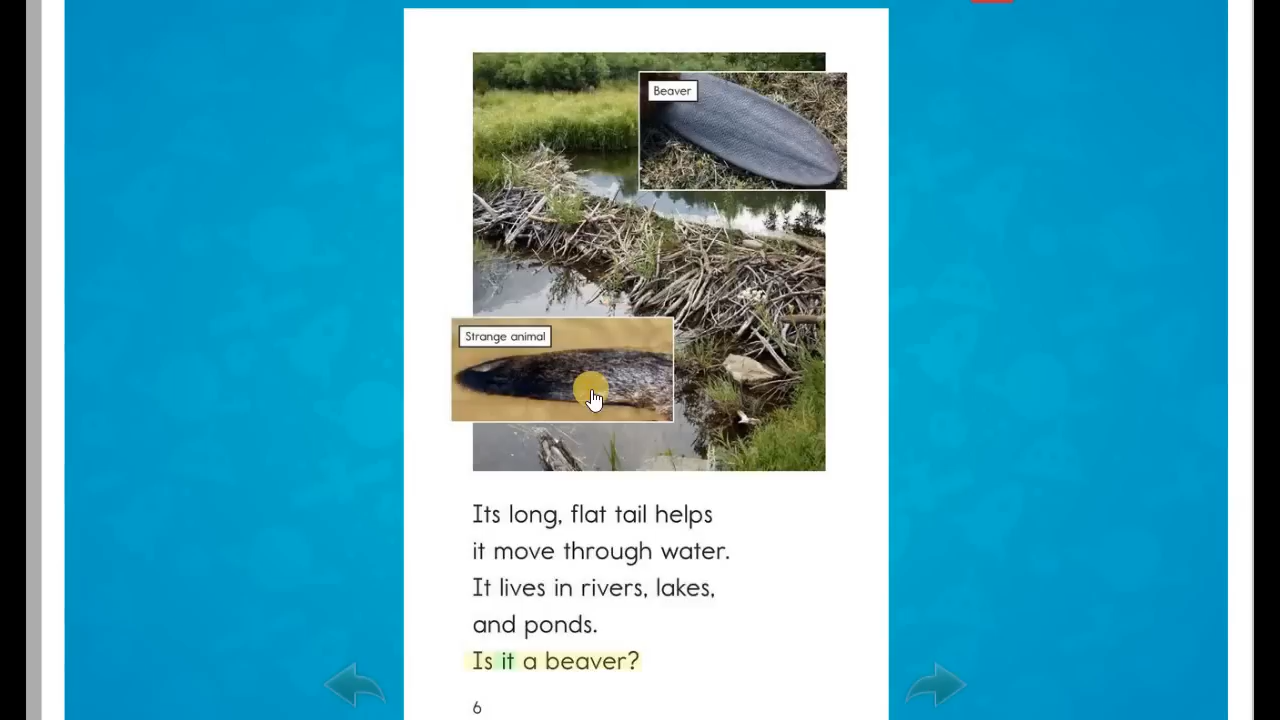 Beaver
Strange animal
Its long, flat tail helps
it move through water.
It lives in rivers, lakes,
and ponds.
Is it a beaver?
6